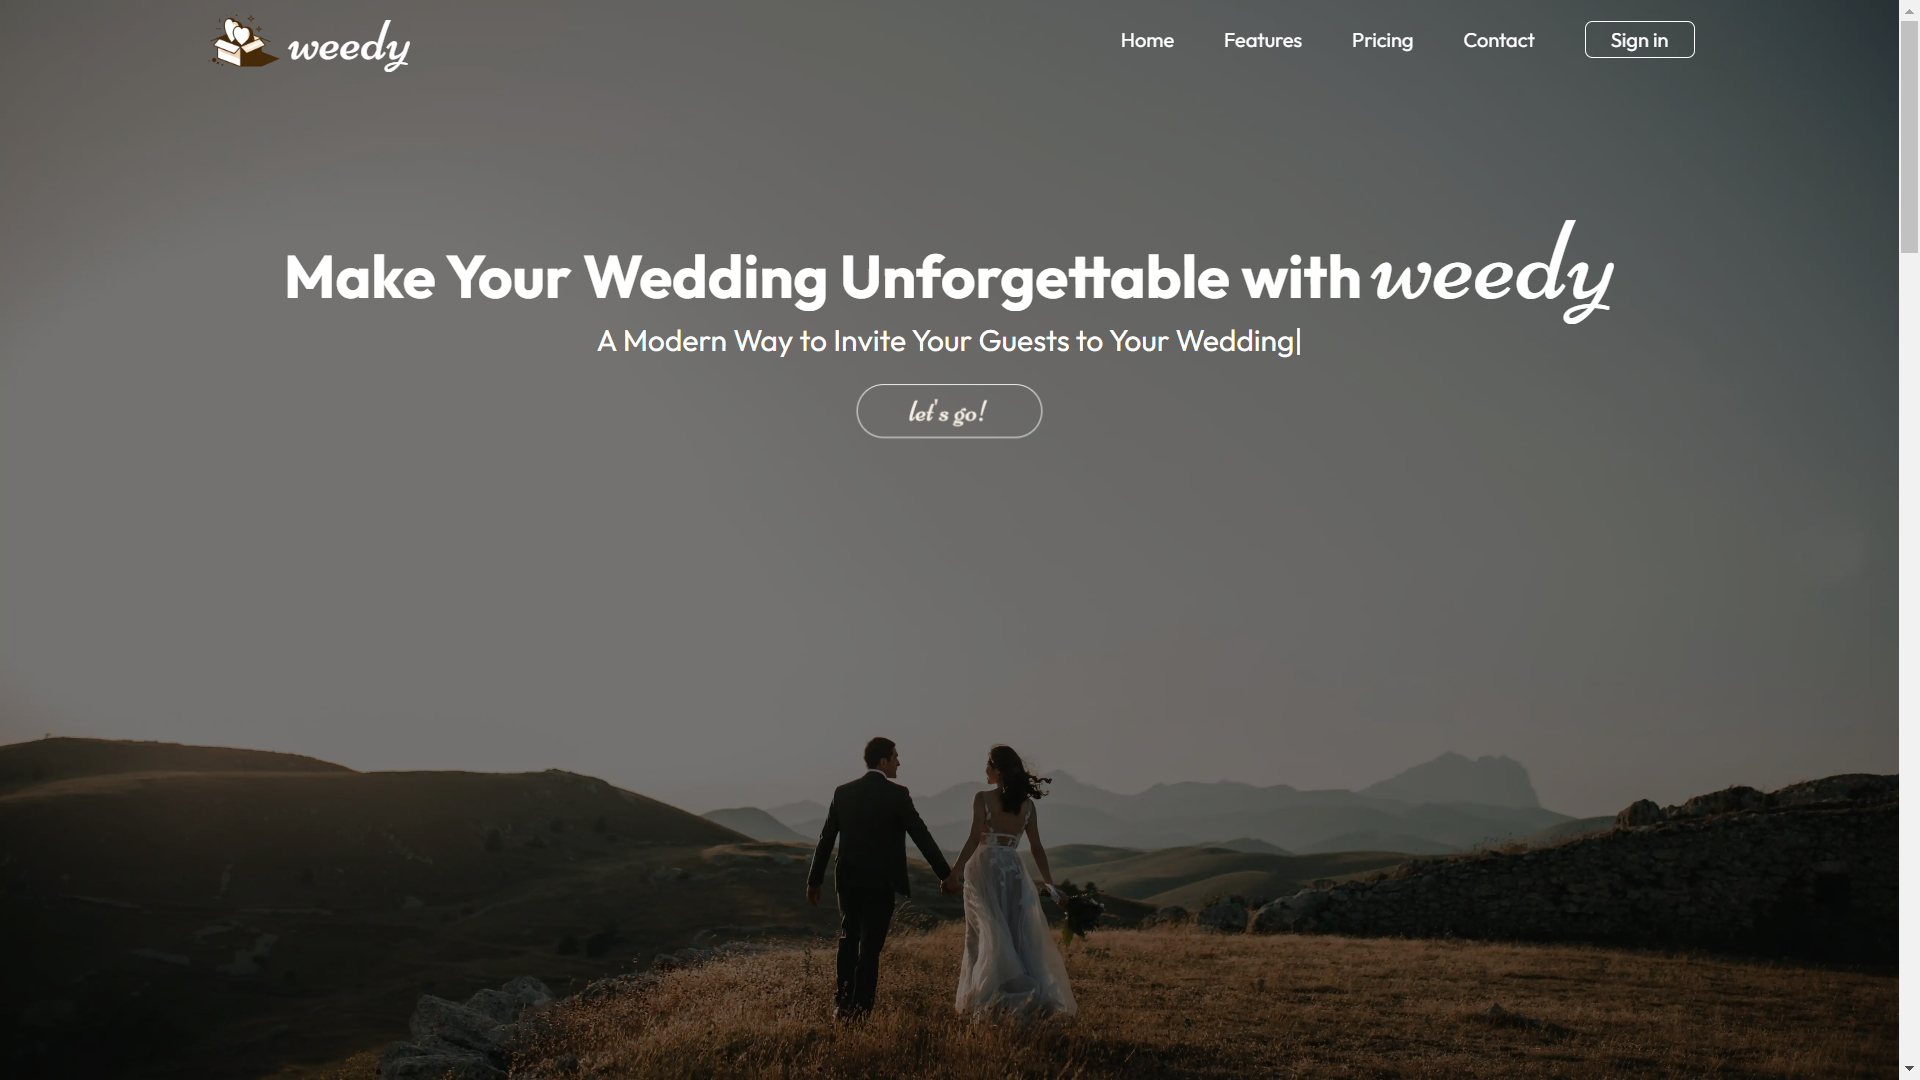 weedy
Home Features Pricing Contact Sign in
Make Your Wedding Unforgettable with weedy
A Modern Way to Invite Your Guests to Your Wedding|
let's go!